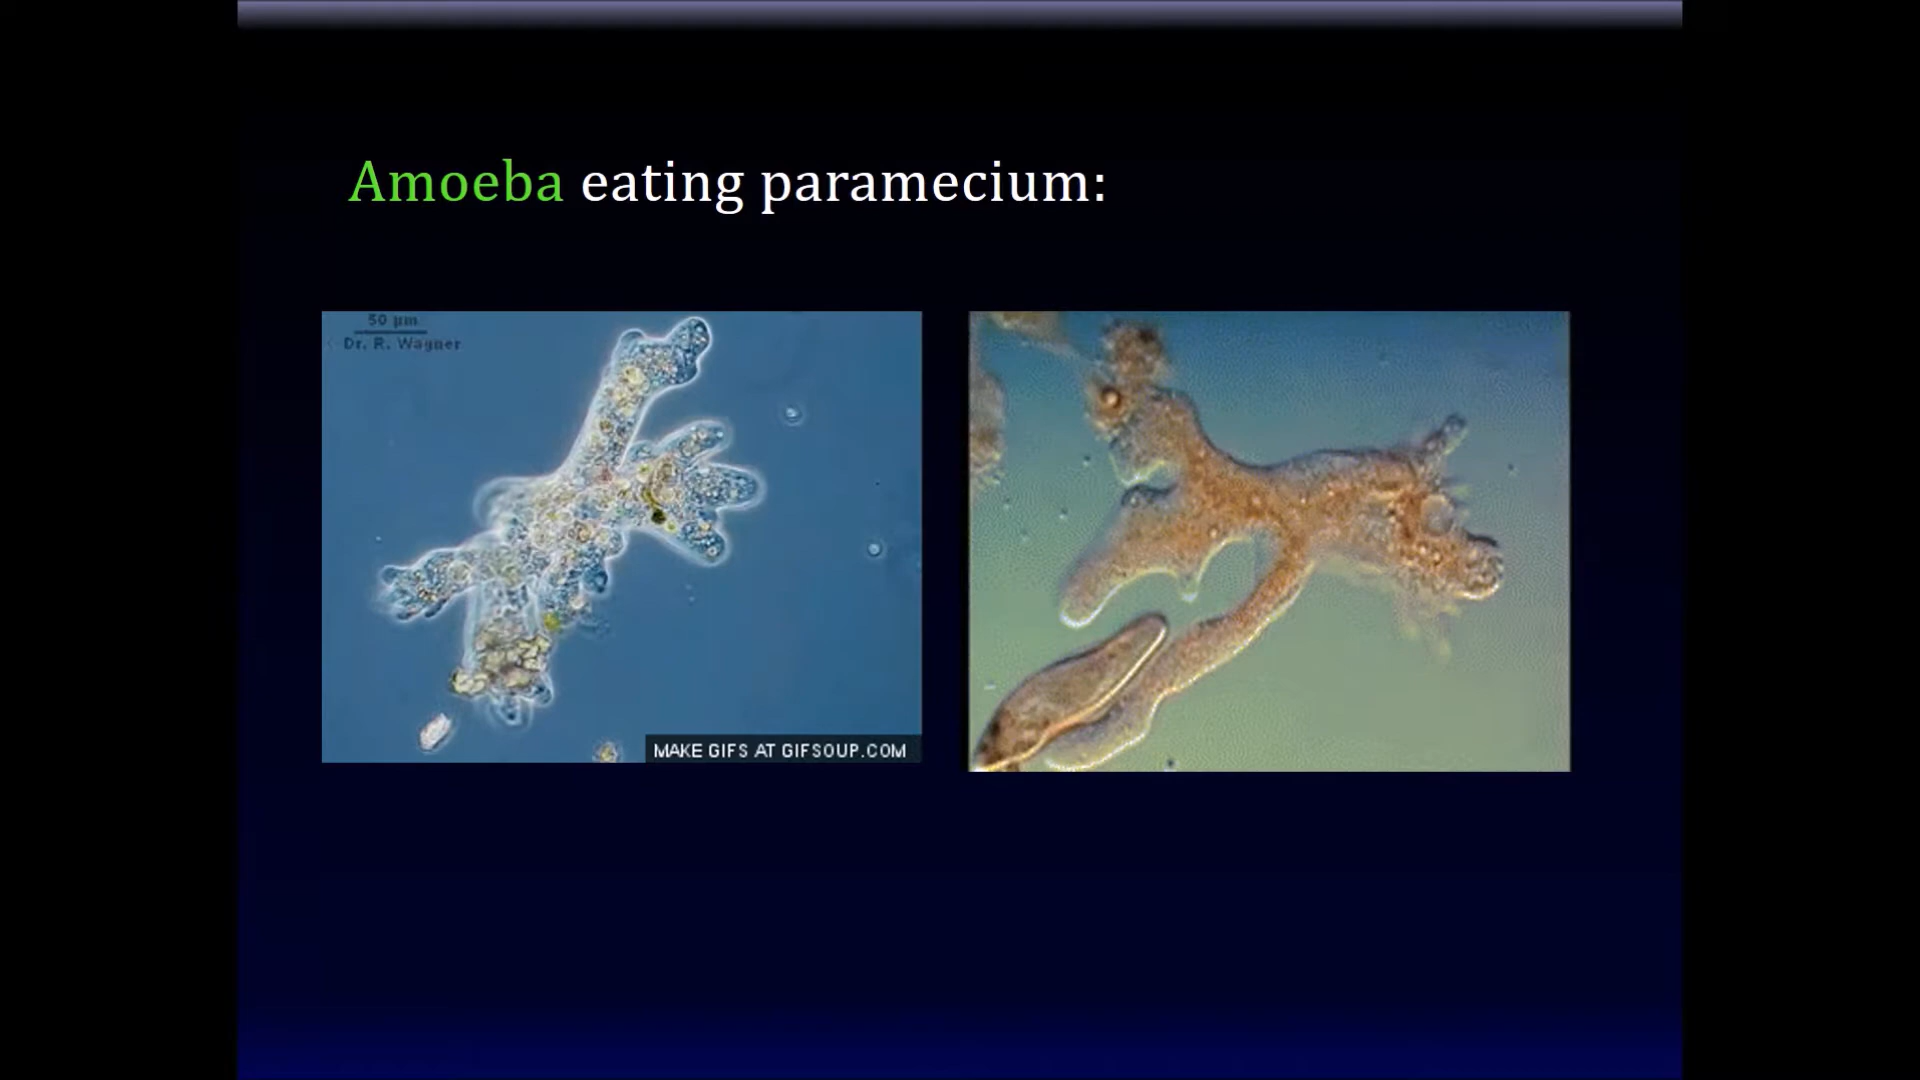 Amoeba eating paramecium:
50 µm
Dr. R. Wagner
MAKE GIFS AT GIFSOUP.COM